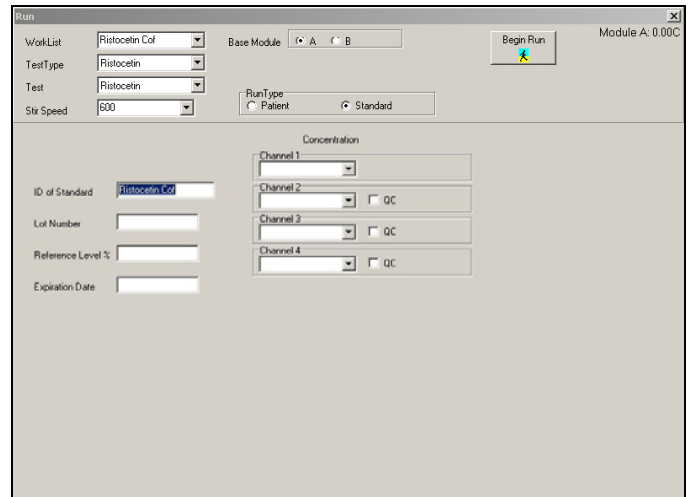 Run
WorkList Ristocetin Cof
Base Module A B
Begin Run
Module A: 0.00C
TestType Ristocetin
Test Ristocetin
Stir Speed 600
RunType
Patient Standard
Concentration
Channel 1
ID of Standard Ristocetin Cof
Channel 2
QC
Lot Number
Channel 3
QC
Reference Level %
Channel 4
QC
Expiration Date